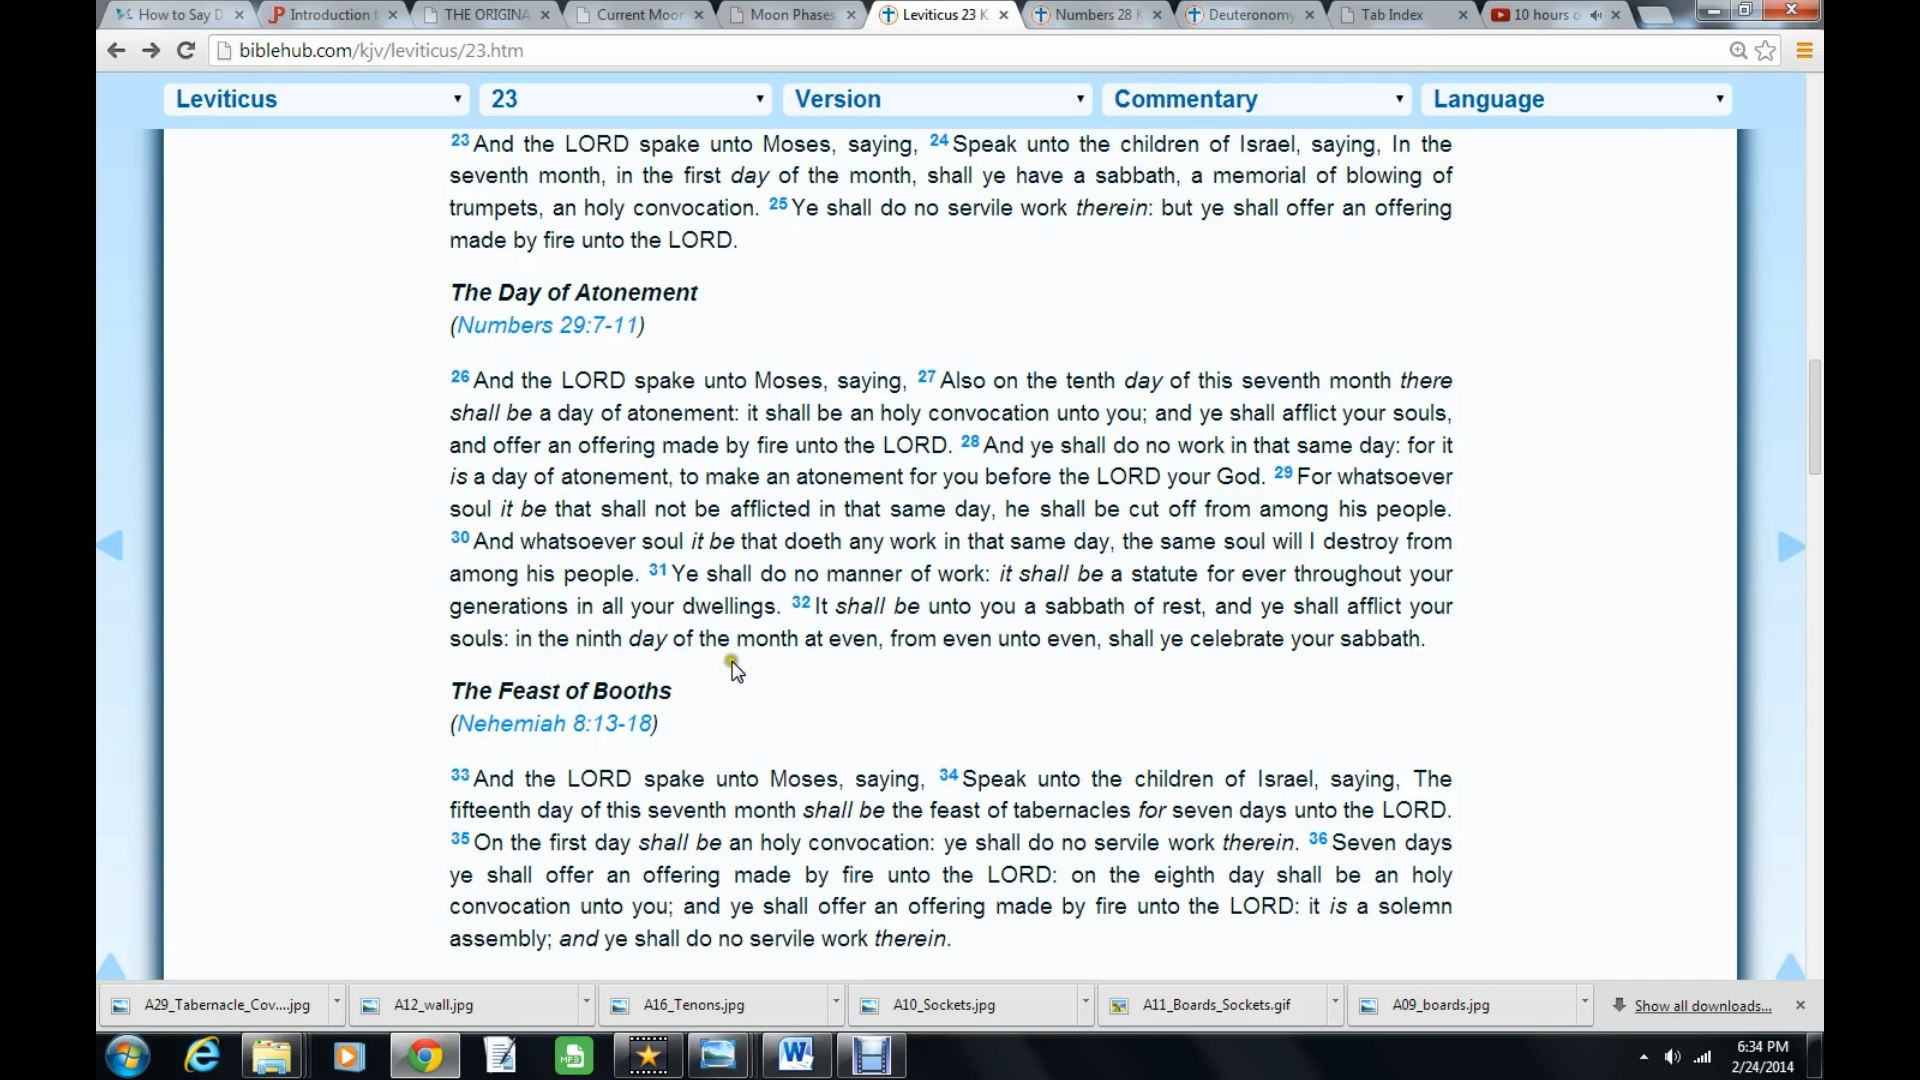 How to Say D
Introduction t
THE ORIGINA
Current Moor
Moon Phases
Leviticus 23 K
Numbers 28 K
Deuteronomy
Tab Index
10 hours o
biblehub.com/kjv/leviticus/23.htm
Leviticus
23
Version
Commentary
Language
23 And the LORD spake unto Moses, saying, 24 Speak unto the children of Israel, saying, In the
seventh month, in the first day of the month, shall ye have a sabbath, a memorial of blowing of
trumpets, an holy convocation. 25 Ye shall do no servile work therein: but ye shall offer an offering
made by fire unto the LORD.
The Day of Atonement
(Numbers 29:7-11)
26 And the LORD spake unto Moses, saying, 27 Also on the tenth day of this seventh month there
shall be a day of atonement: it shall be an holy convocation unto you; and ye shall afflict your souls,
and offer an offering made by fire unto the LORD. 28 And ye shall do no work in that same day: for it
is a day of atonement, to make an atonement for you before the LORD your God. 29 For whatsoever
soul it be that shall not be afflicted in that same day, he shall be cut off from among his people.
30 And whatsoever soul it be that doeth any work in that same day, the same soul will I destroy from
among his people. 31 Ye shall do no manner of work: it shall be a statute for ever throughout your
generations in all your dwellings. 32 It shall be unto you a sabbath of rest, and ye shall afflict your
souls: in the ninth day of the month at even, from even unto even, shall ye celebrate your sabbath.
The Feast of Booths
(Nehemiah 8:13-18)
33 And the LORD spake unto Moses, saying, 34 Speak unto the children of Israel, saying, The
fifteenth day of this seventh month shall be the feast of tabernacles for seven days unto the LORD.
35 On the first day shall be an holy convocation: ye shall do no servile work therein. 36 Seven days
ye shall offer an offering made by fire unto the LORD: on the eighth day shall be an holy
convocation unto you; and ye shall offer an offering made by fire unto the LORD: it is a solemn
assembly; and ye shall do no servile work therein.
A29_Tabernacle_Cov....jpg
A12_wall.jpg
A16_Tenons.jpg
A10_Sockets.jpg
A11_Boards_Sockets.gif
A09_boards.jpg
Show all downloads...
MP3
6:34 PM
2/24/2014